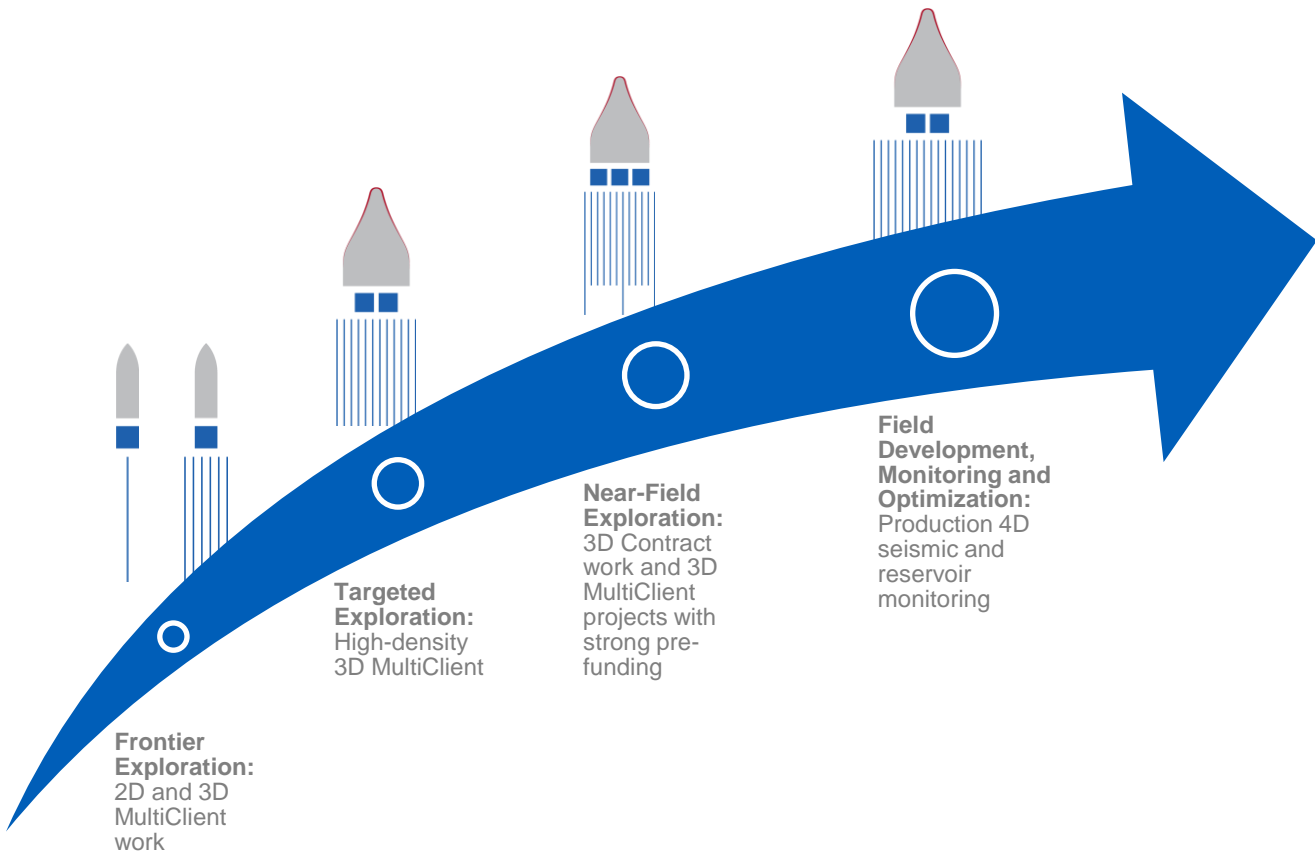 Frontier
Exploration:
2D and 3D
MultiClient
work
Targeted
Exploration:
High-density
3D MultiClient
Near-Field
Exploration:
3D Contract
work and 3D
MultiClient
projects with
strong pre-
funding
Field
Development,
Monitoring and
Optimization:
Production 4D
seismic and
reservoir
monitoring